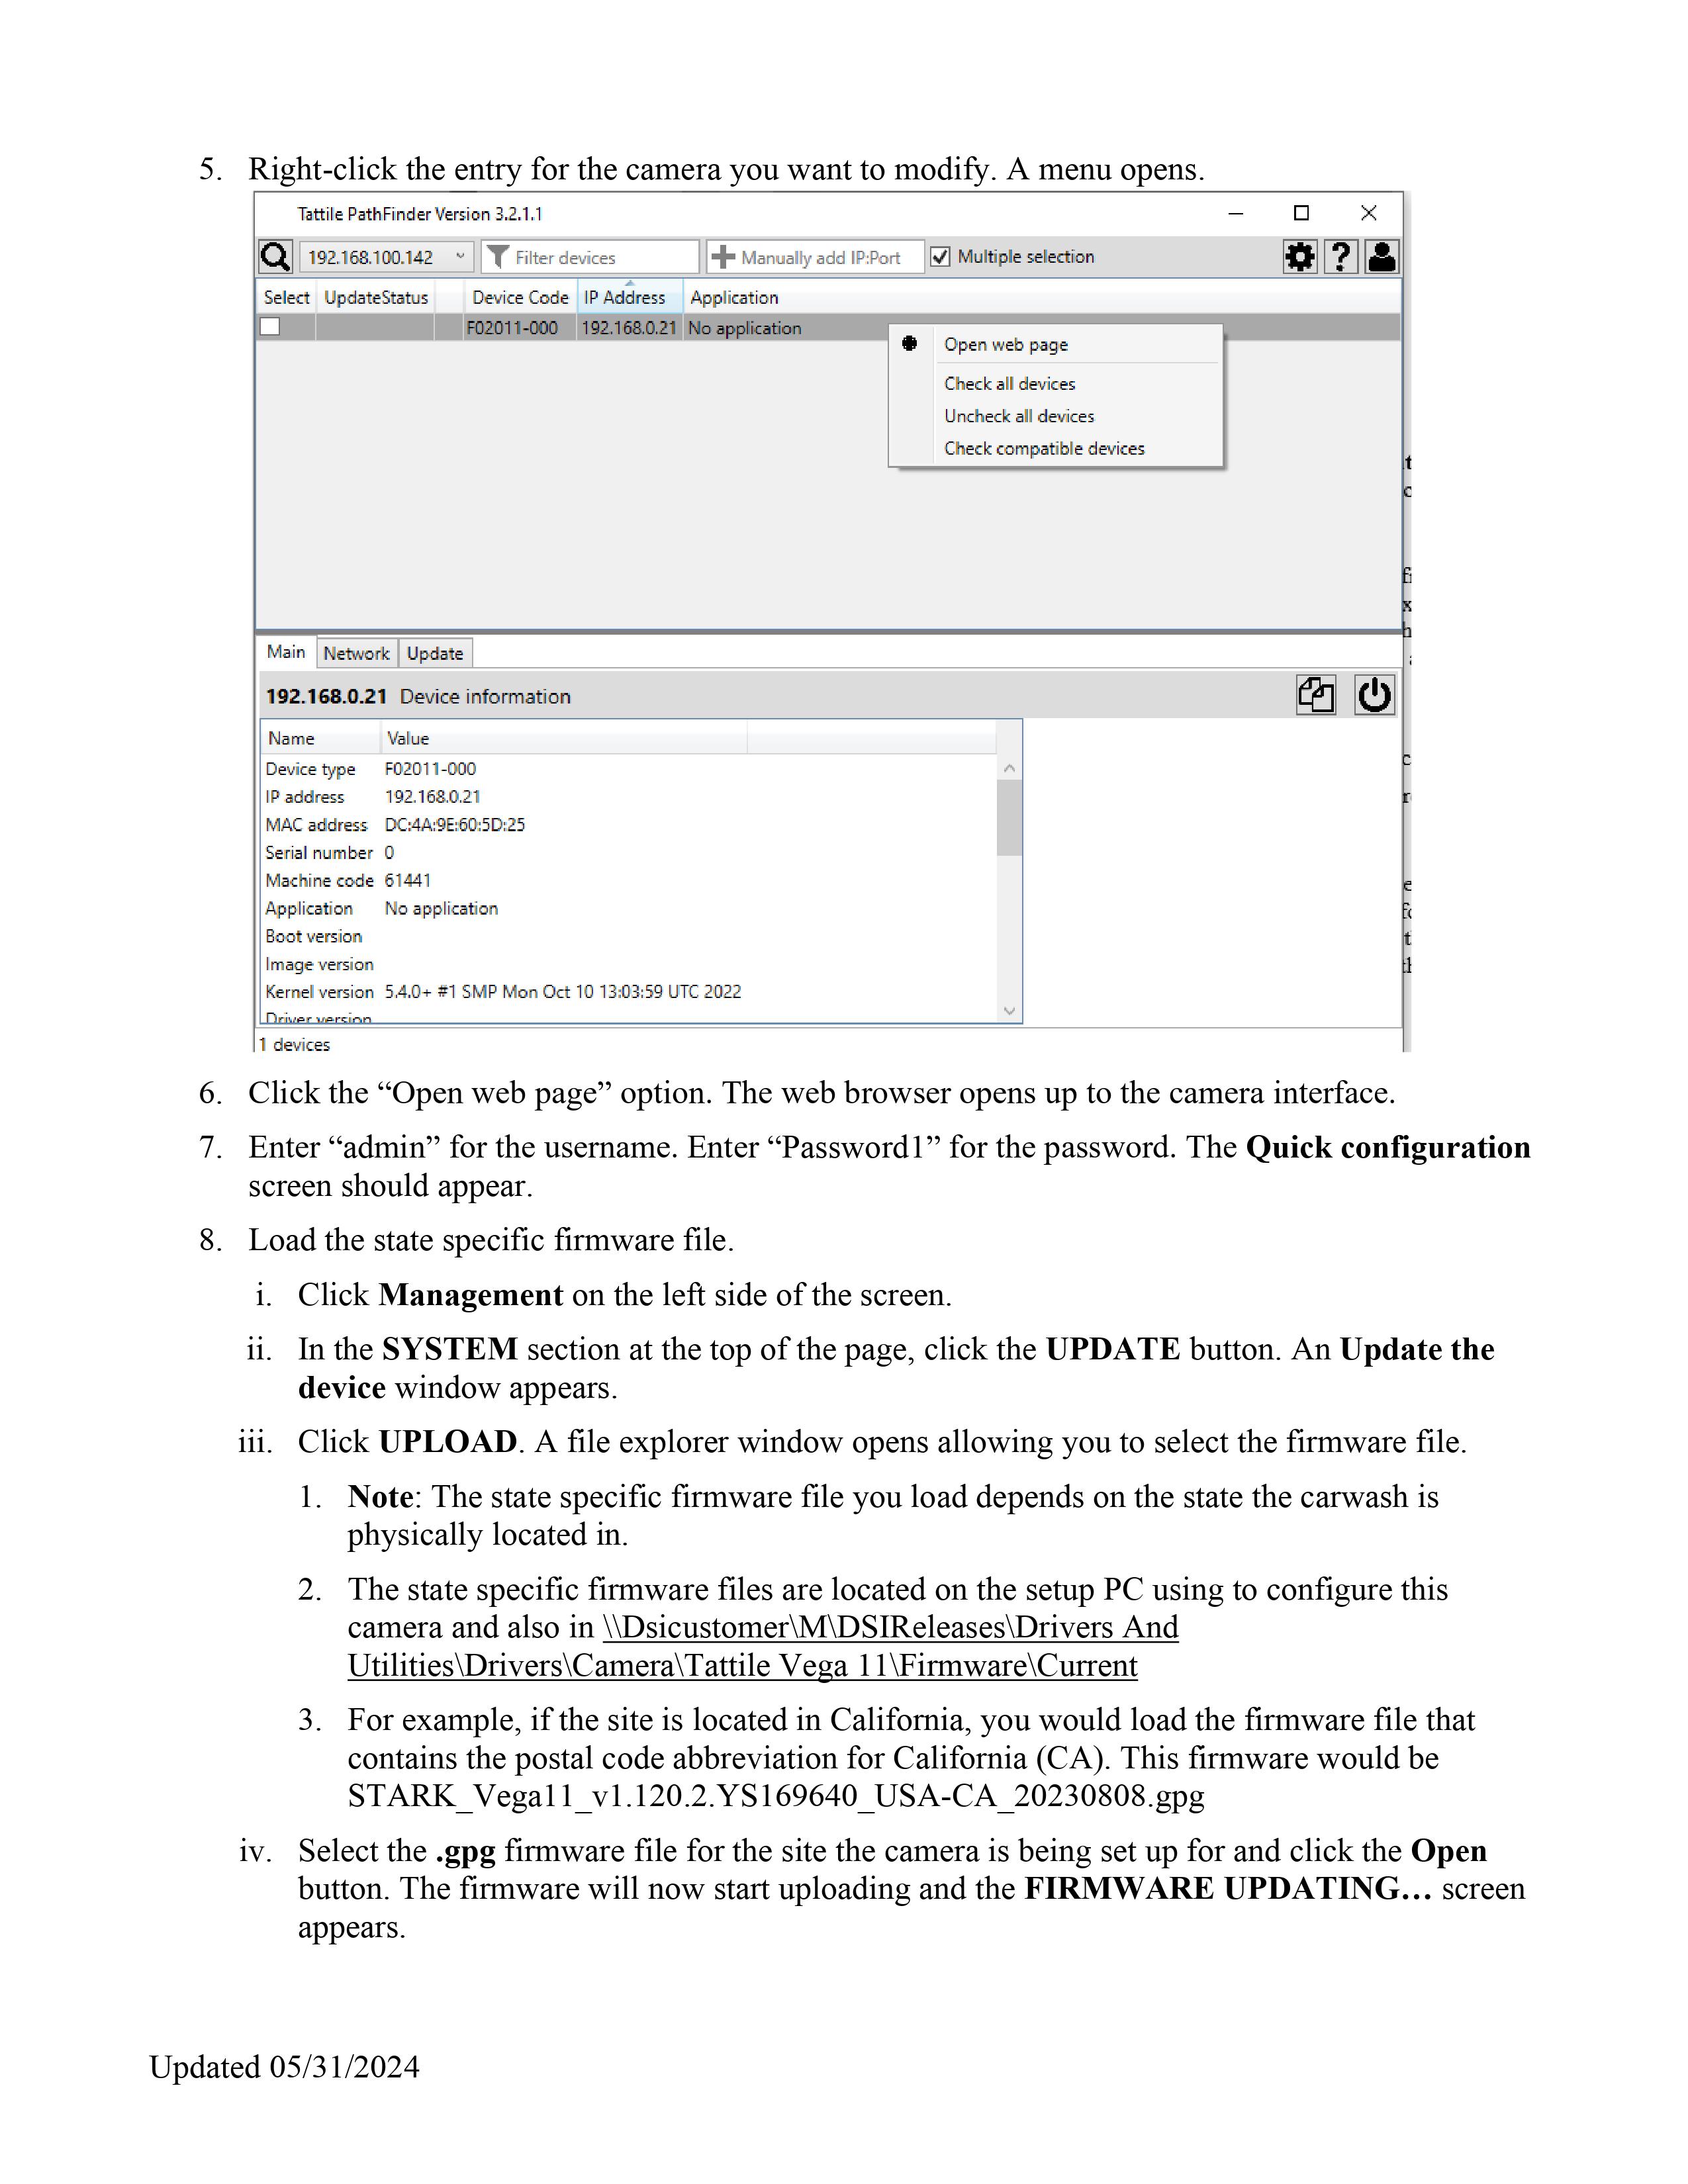 5. Right-click the entry for the camera you want to modify. A menu opens.
Tattile PathFinder Version 3.2.1.1
192.168.100.142 Filter devices Manually add IP:Port Multiple selection
Select UpdateStatus Device Code IP Address Application
F02011-000 192.168.0.21 No application
Open web page
Check all devices
Uncheck all devices
Check compatible devices
Main Network Update
192.168.0.21 Device information
Name Value
Device type F02011-000
IP address 192.168.0.21
MAC address DC:4A:9E:60:5D:25
Serial number 0
Machine code 61441
Application No application
Boot version
Image version
Kernel version 5.4.0+ #1 SMP Mon Oct 10 13:03:59 UTC 2022
Driver version
1 devices
6. Click the “Open web page” option. The web browser opens up to the camera interface.
7. Enter “admin” for the username. Enter “Password1” for the password. The Quick configuration
screen should appear.
8. Load the state specific firmware file.
i. Click Management on the left side of the screen.
ii. In the SYSTEM section at the top of the page, click the UPDATE button. An Update the
device window appears.
iii. Click UPLOAD. A file explorer window opens allowing you to select the firmware file.
1. Note: The state specific firmware file you load depends on the state the carwash is
physically located in.
2. The state specific firmware files are located on the setup PC using to configure this
camera and also in \\Dsicustomer\M\DSIReleases\Drivers And
Utilities\Drivers\Camera\Tattile Vega 11\Firmware\Current
3. For example, if the site is located in California, you would load the firmware file that
contains the postal code abbreviation for California (CA). This firmware would be
STARK_Vega11_v1.120.2.YS169640_USA-CA_20230808.gpg
iv. Select the .gpg firmware file for the site the camera is being set up for and click the Open
button. The firmware will now start uploading and the FIRMWARE UPDATING… screen
appears.
Updated 05/31/2024